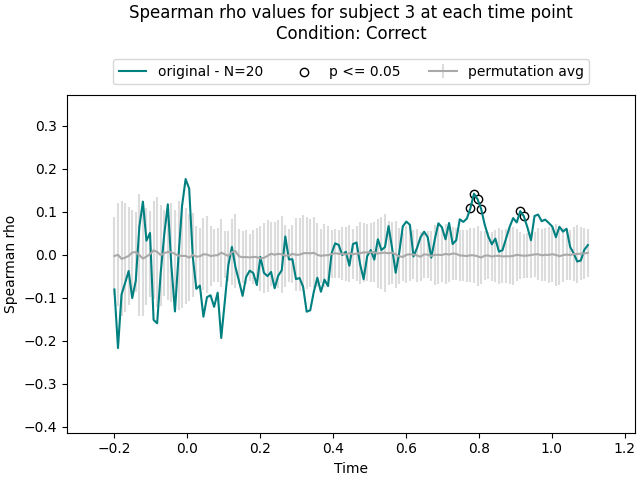 Spearman rho values for subject 3 at each time point
Condition: Correct
original - N=20 p <= 0.05 permutation avg
0.3
0.2
0.1
0.0
−0.1
−0.2
−0.3
−0.4
Spearman rho
−0.2 0.0 0.2 0.4 0.6 0.8 1.0 1.2
Time